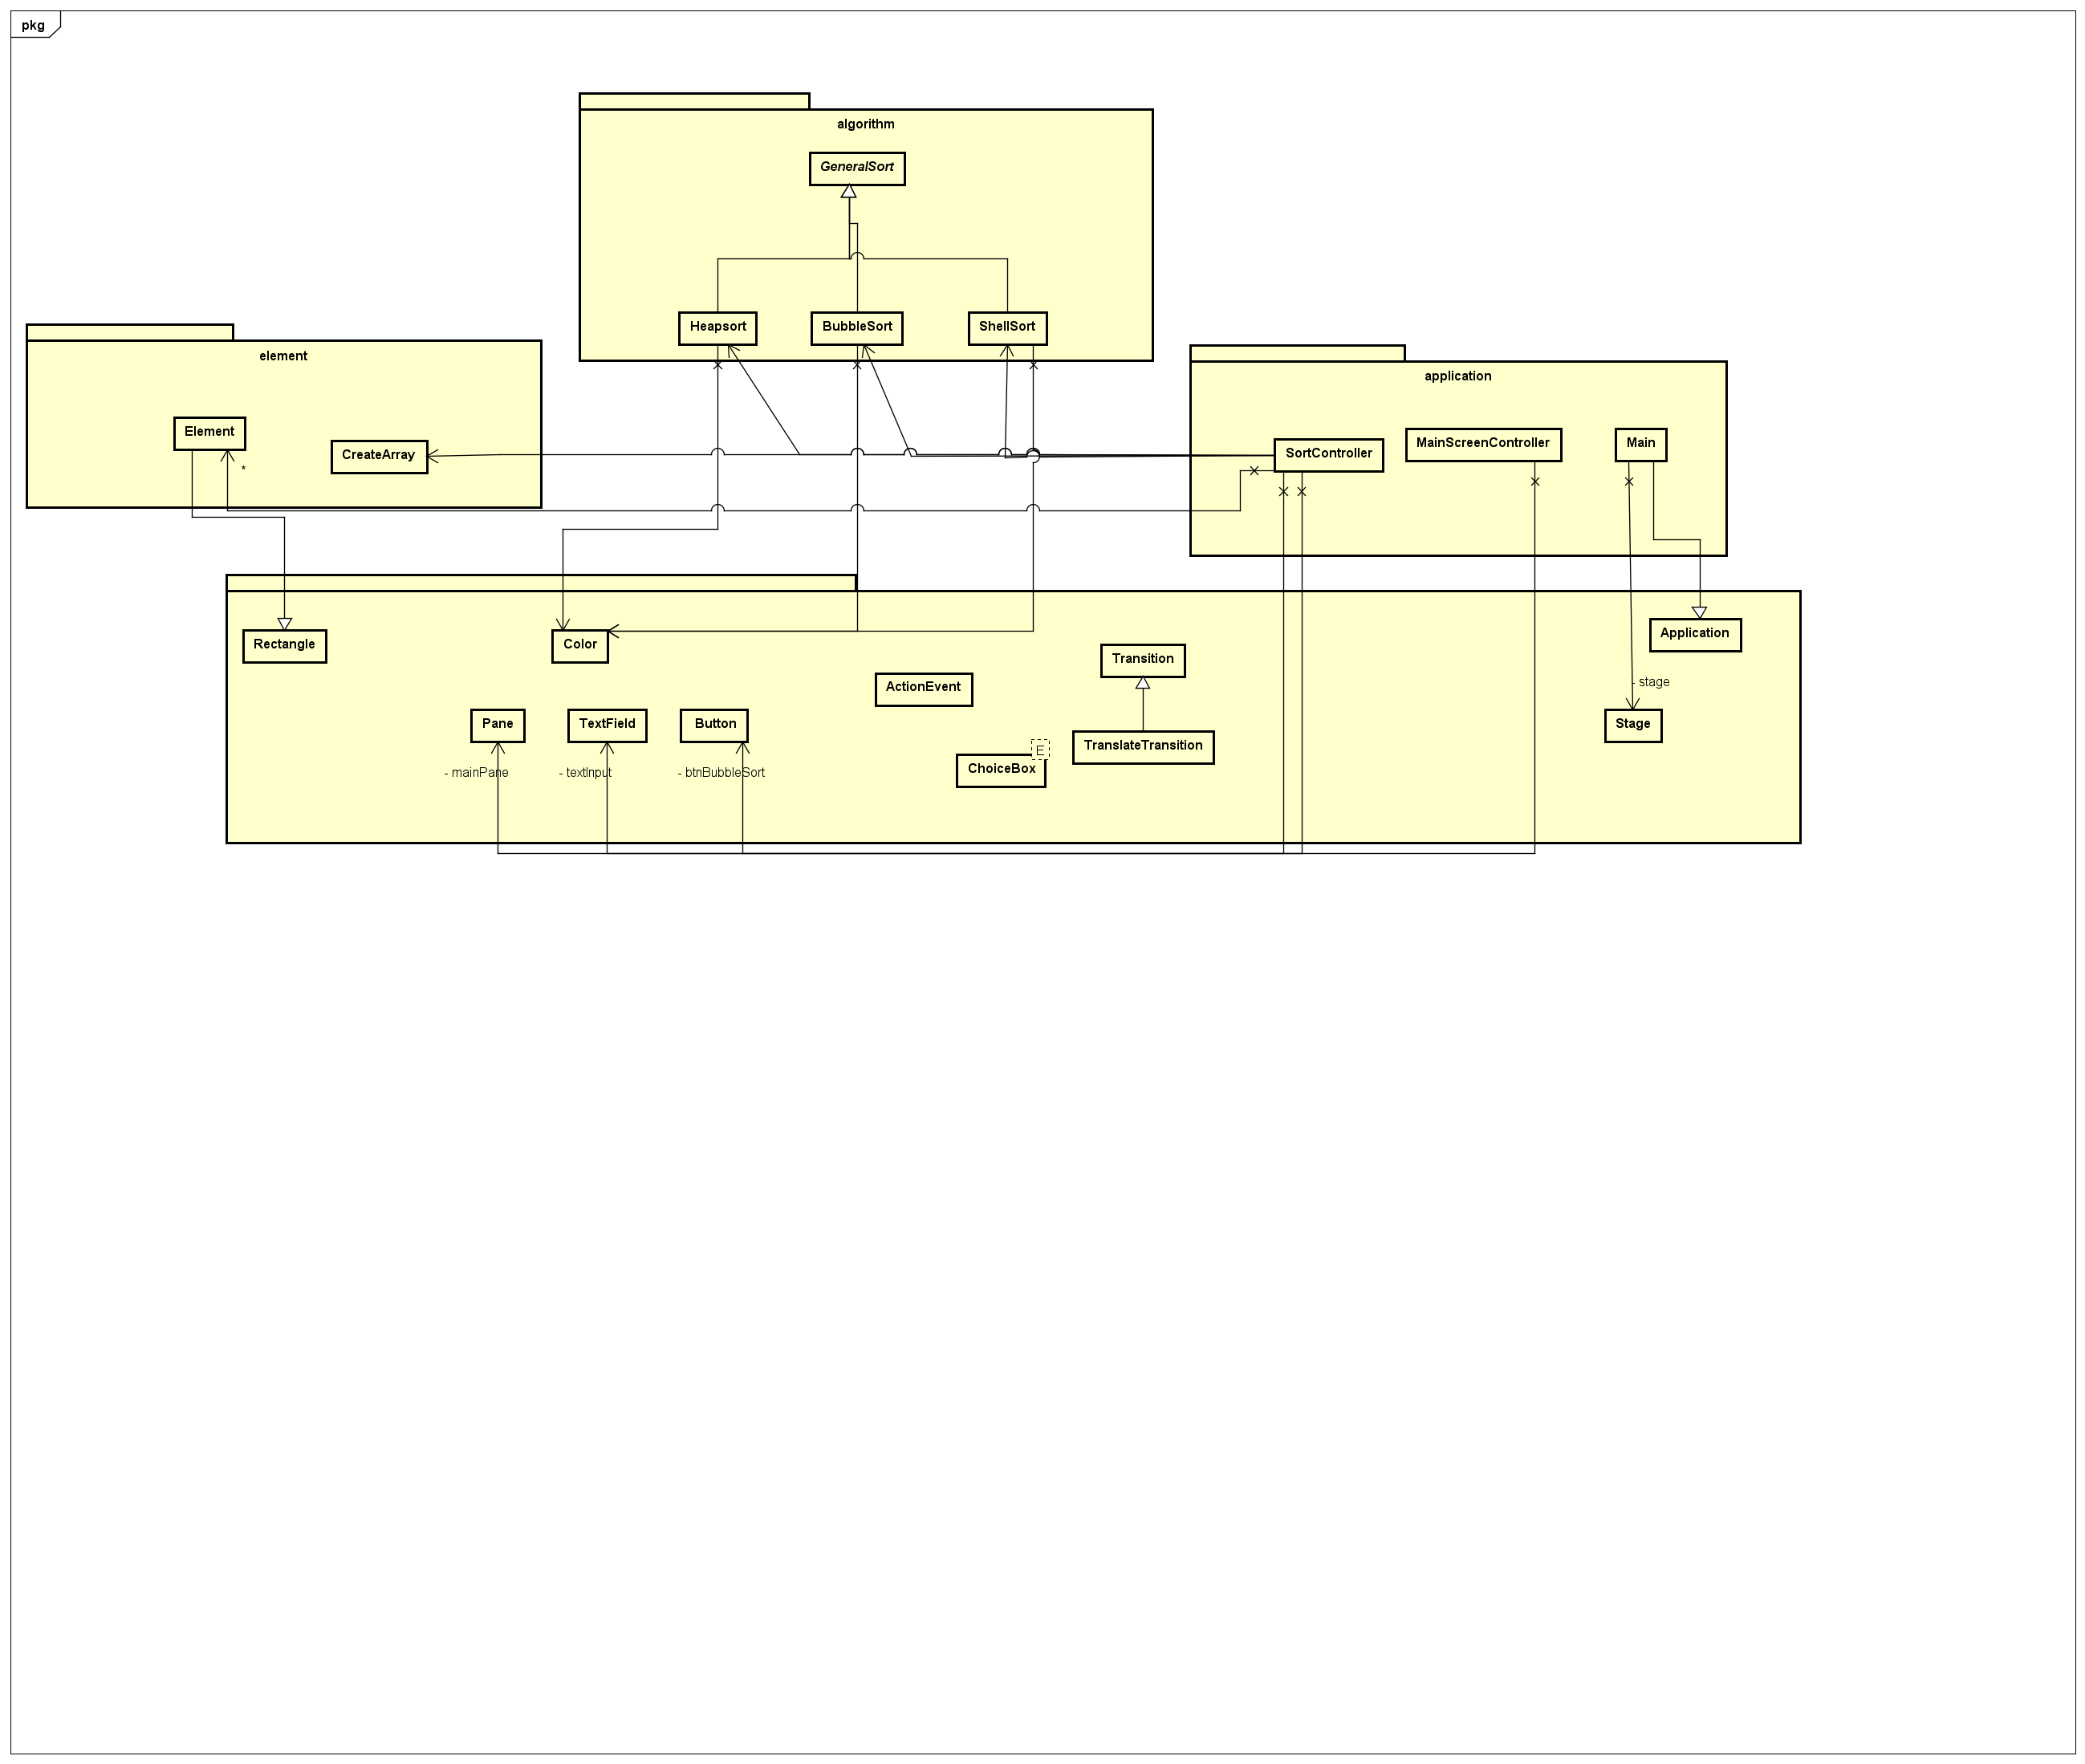 pkg
algorithm
GeneralSort
Heapsort
BubbleSort
ShellSort
element
Element
*
CreateArray
application
SortController
MainScreenController
Main
Rectangle
Color
Transition
Application
ActionEvent
- stage
Pane
TextField
Button
Stage
TranslateTransition
E
ChoiceBox
- mainPane
- textInput
- btnBubbleSort